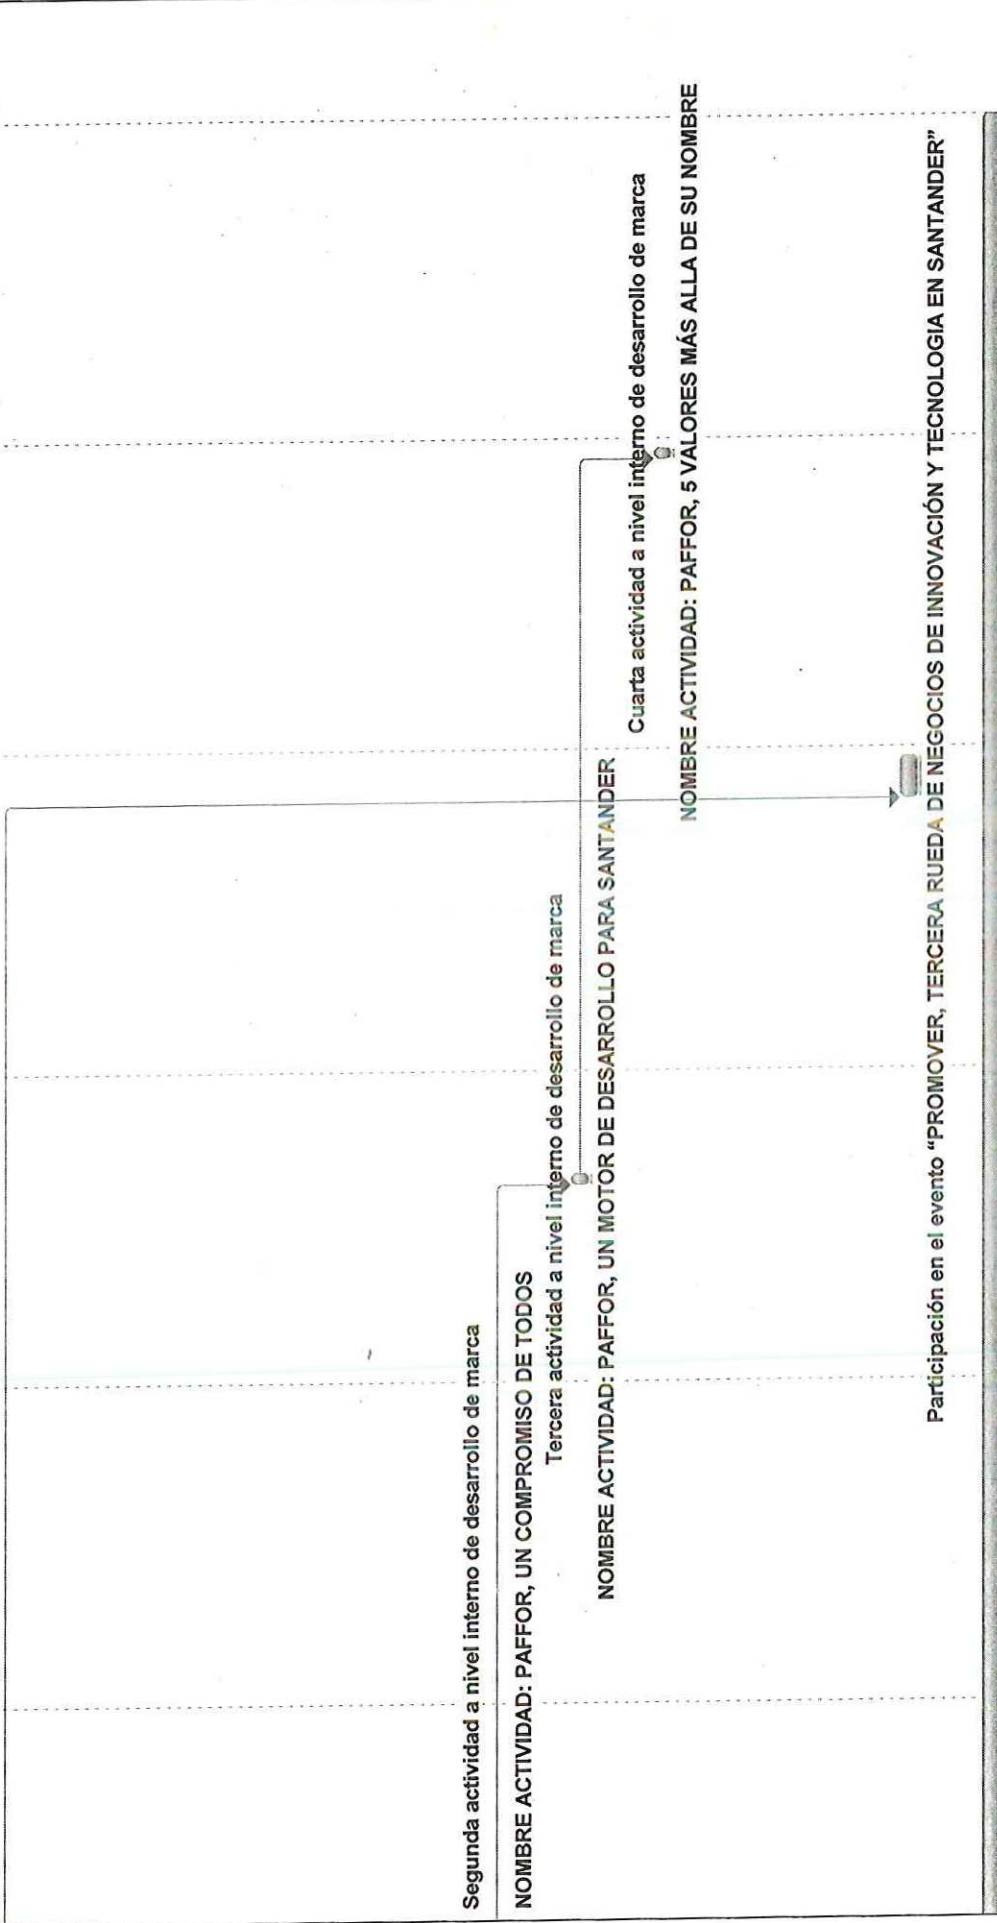 Segunda actividad a nivel interno de desarrollo de marca
NOMBRE ACTIVIDAD: PAFFOR, UN COMPROMISO DE TODOS
Tercera actividad a nivel interno de desarrollo de marca
NOMBRE ACTIVIDAD: PAFFOR, UN MOTOR DE DESARROLLO PARA SANTANDER
Cuarta actividad a nivel interno de desarrollo de marca
NOMBRE ACTIVIDAD: PAFFOR, 5 VALORES MÁS ALLA DE SU NOMBRE
Participación en el evento “PROMOVER, TERCERA RUEDA DE NEGOCIOS DE INNOVACIÓN Y TECNOLOGIA EN SANTANDER”